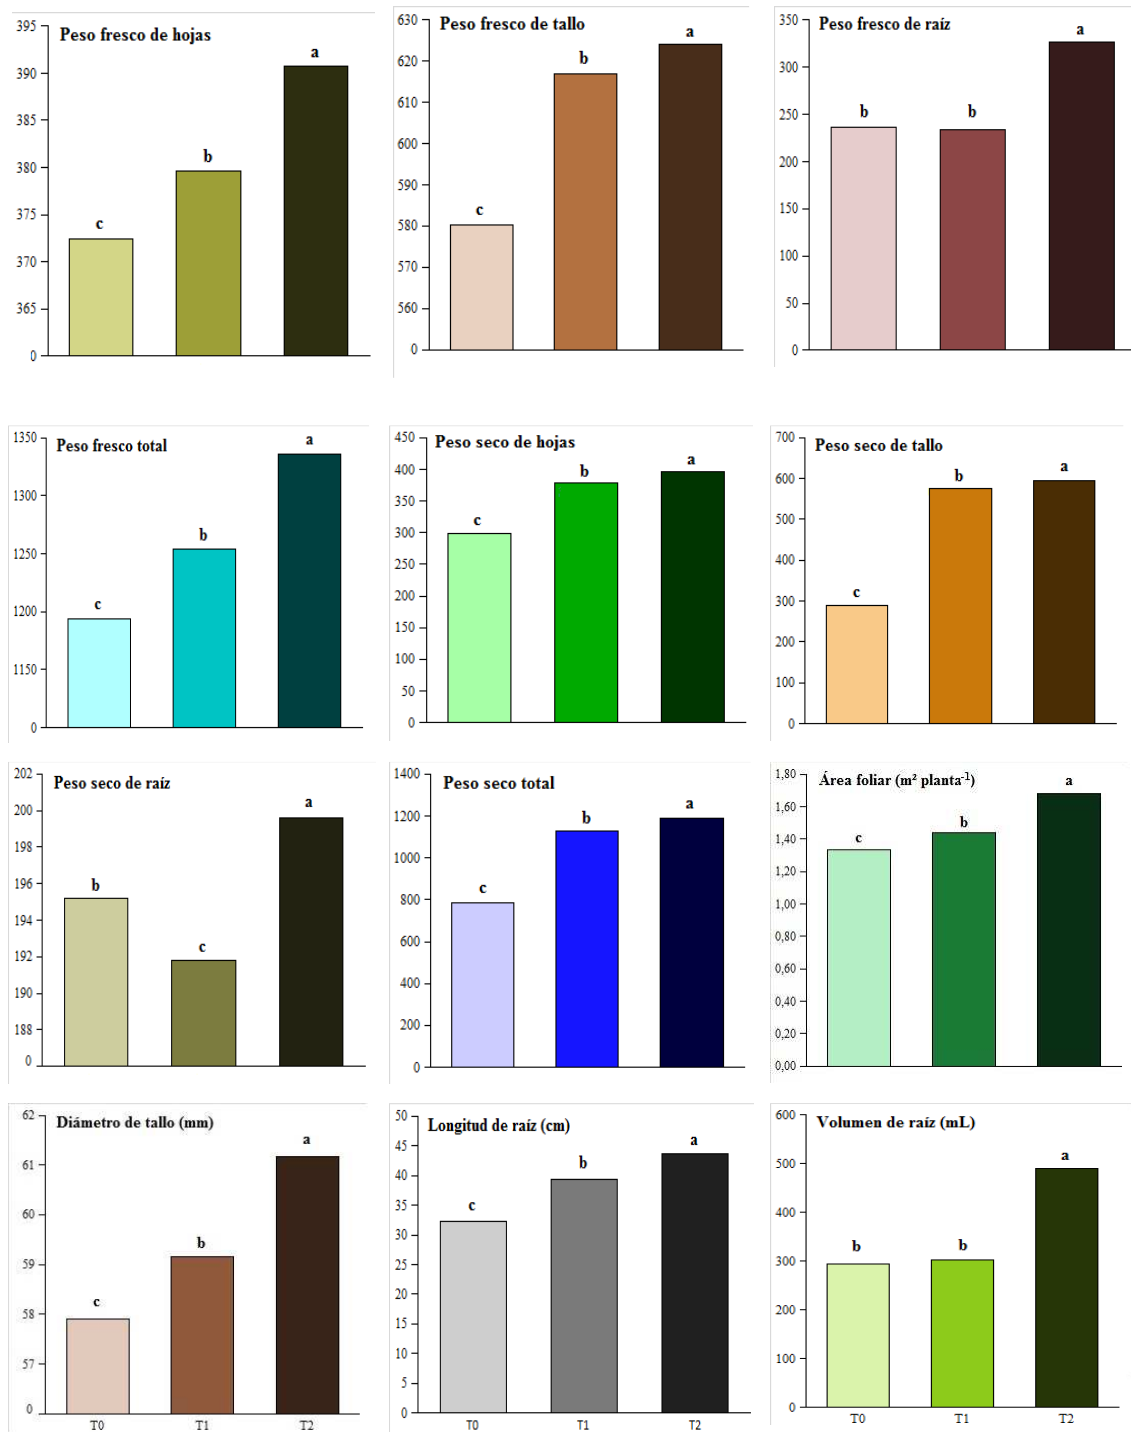 Peso fresco de hojas
395
390
385
380
375
370
365
0
c
b
a
Peso fresco de tallo
630
620
610
600
590
580
570
560
0
c
b
a
Peso fresco de raíz
350
300
250
200
150
100
50
0
b
b
a
Peso fresco total
1350
1300
1250
1200
1150
0
c
b
a
Peso seco de hojas
450
400
350
300
250
200
150
100
50
0
c
b
a
Peso seco de tallo
700
600
500
400
300
200
100
0
c
b
a
Peso seco de raíz
202
200
198
196
194
192
190
188
0
b
c
a
Peso seco total
1400
1200
1000
800
600
400
200
0
c
b
a
Área foliar (m² planta⁻¹)
1,80
1,60
1,40
1,20
1,00
0,80
0,60
0,40
0,20
0,00
c
b
a
Diámetro de tallo (mm)
62
61
60
59
58
57
0
c
b
a
T0 T1 T2
Longitud de raíz (cm)
50
45
40
35
30
25
20
15
10
5
0
c
b
a
T0 T1 T2
Volumen de raíz (mL)
600
500
400
300
200
100
0
b
b
a
T0 T1 T2